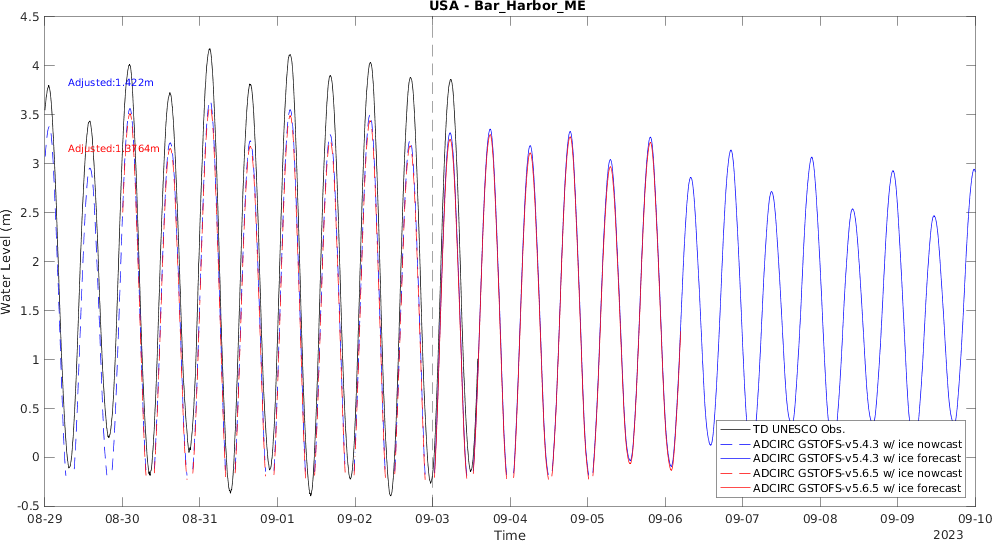 USA - Bar_Harbor_ME
4.5
4
3.5
3
2.5
2
1.5
1
0.5
0
-0.5
Water Level (m)
Adjusted:1.422m
Adjusted:1.3764m
TD UNESCO Obs.
ADCIRC GSTOFS-v5.4.3 w/ ice nowcast
ADCIRC GSTOFS-v5.4.3 w/ ice forecast
ADCIRC GSTOFS-v5.6.5 w/ ice nowcast
ADCIRC GSTOFS-v5.6.5 w/ ice forecast
08-29 08-30 08-31 09-01 09-02 09-03 09-04 09-05 09-06 09-07 09-08 09-09 09-10
Time
2023